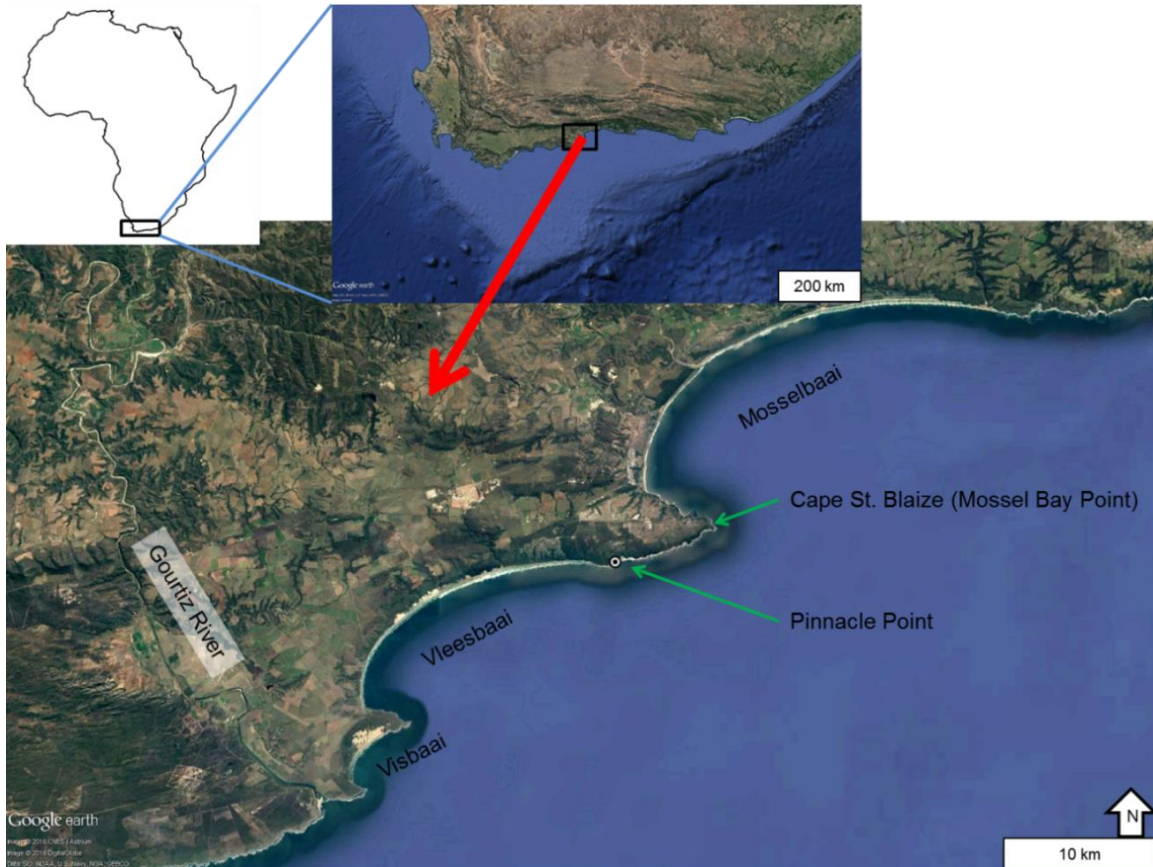 Google earth
200 km
Mosselbaai
Cape St. Blaize (Mossel Bay Point)
Pinnacle Point
Gourtiz River
Vleesbaai
Visbaai
Google earth
N
10 km